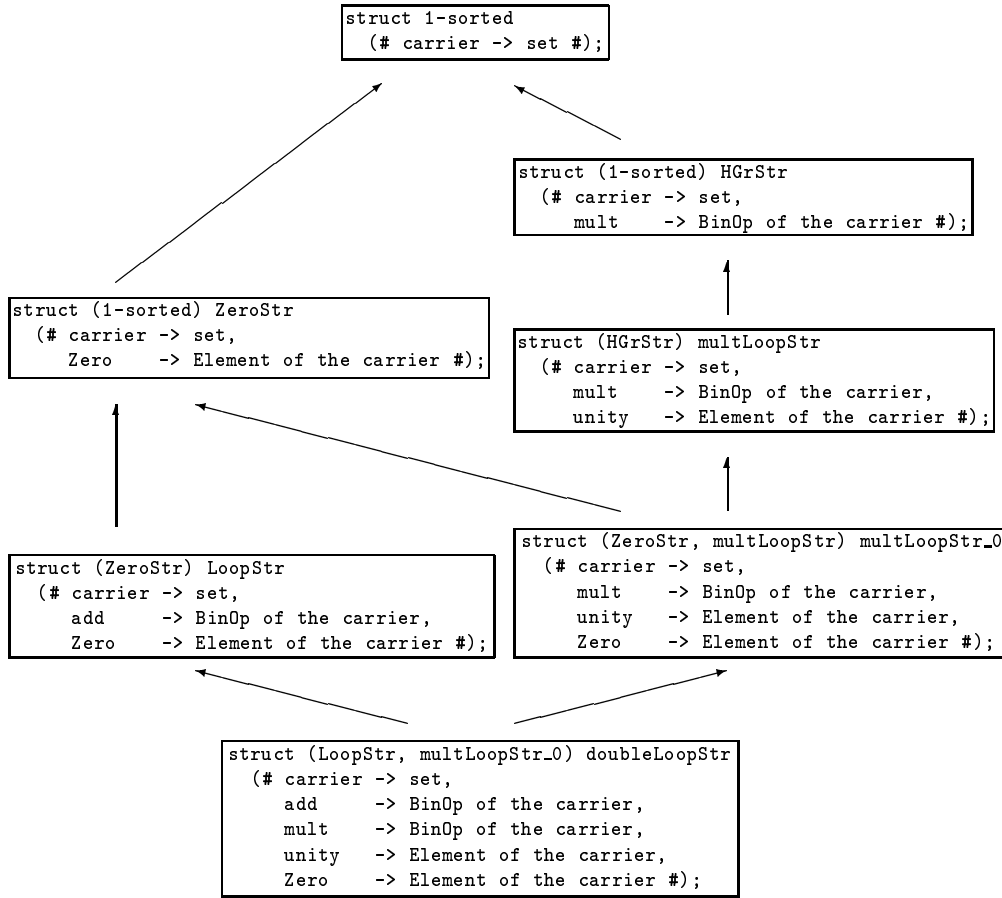 struct 1-sorted
(# carrier -> set #);
struct (1-sorted) HGrStr
(# carrier -> set,
mult -> BinOp of the carrier #);
struct (1-sorted) ZeroStr
(# carrier -> set,
Zero -> Element of the carrier #);
struct (HGrStr) multLoopStr
(# carrier -> set,
mult -> BinOp of the carrier,
unity -> Element of the carrier #);
struct (ZeroStr) LoopStr
(# carrier -> set,
add -> BinOp of the carrier,
Zero -> Element of the carrier #);
struct (ZeroStr, multLoopStr) multLoopStr_0
(# carrier -> set,
mult -> BinOp of the carrier,
unity -> Element of the carrier,
Zero -> Element of the carrier #);
struct (LoopStr, multLoopStr_0) doubleLoopStr
(# carrier -> set,
add -> BinOp of the carrier,
mult -> BinOp of the carrier,
unity -> Element of the carrier,
Zero -> Element of the carrier #);